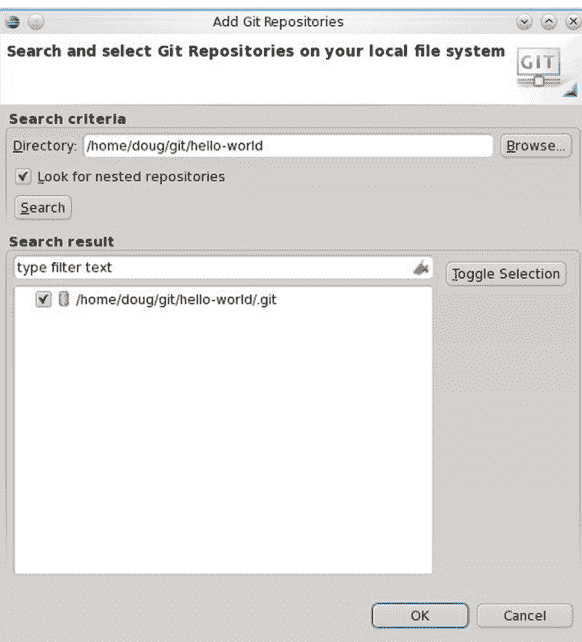 Add Git Repositories
Search and select Git Repositories on your local file system
GIT
Search criteria
Directory: /home/doug/git/hello-world Browse...
Look for nested repositories
Search
Search result
type filter text
Toggle Selection
/home/doug/git/hello-world/.git
OK Cancel